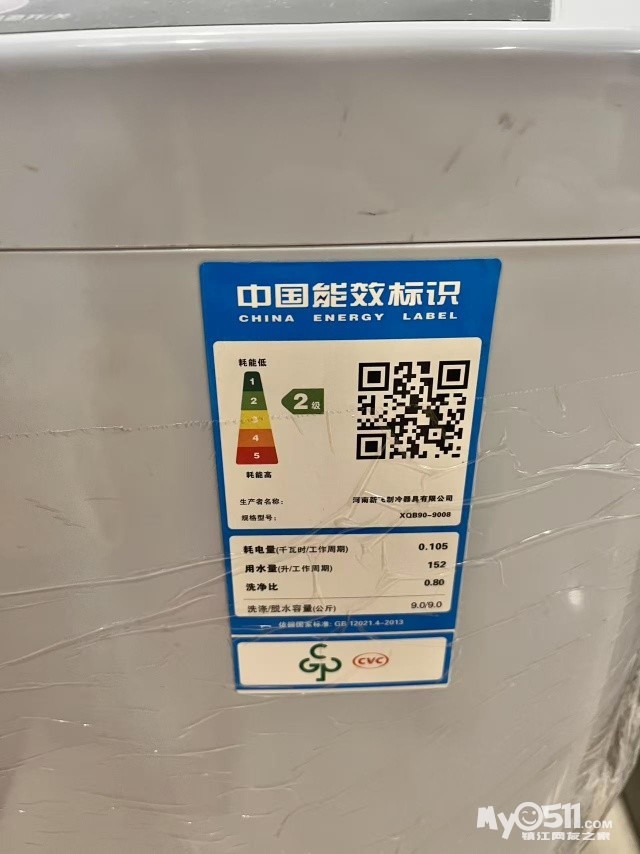 中国能效标识
CHINA ENERGY LABEL
耗能低
1
2
3
4
5
2级
耗能高
生产者名称：
河南新飞制冷器具有限公司
规格型号：
XQB90-9008
耗电量(千瓦时/工作周期) 0.105
用水量(升/工作周期) 152
洗净比 0.80
洗涤/脱水容量(公斤) 9.0/9.0
依据国家标准: GB 12021.4-2013
CGP
CVC
My0511.com
镇江网友之家